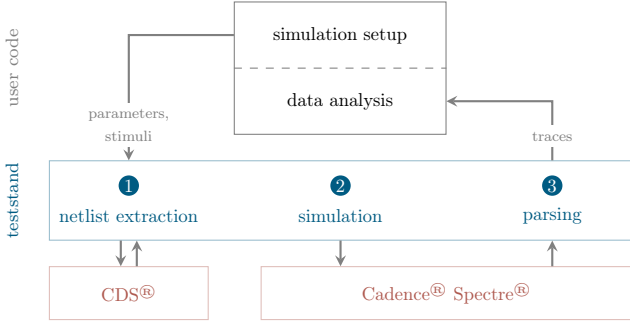 user code
simulation setup
data analysis
parameters,
stimuli
traces
teststand
1 2 3
netlist extraction simulation parsing
CDS® Cadence® Spectre®